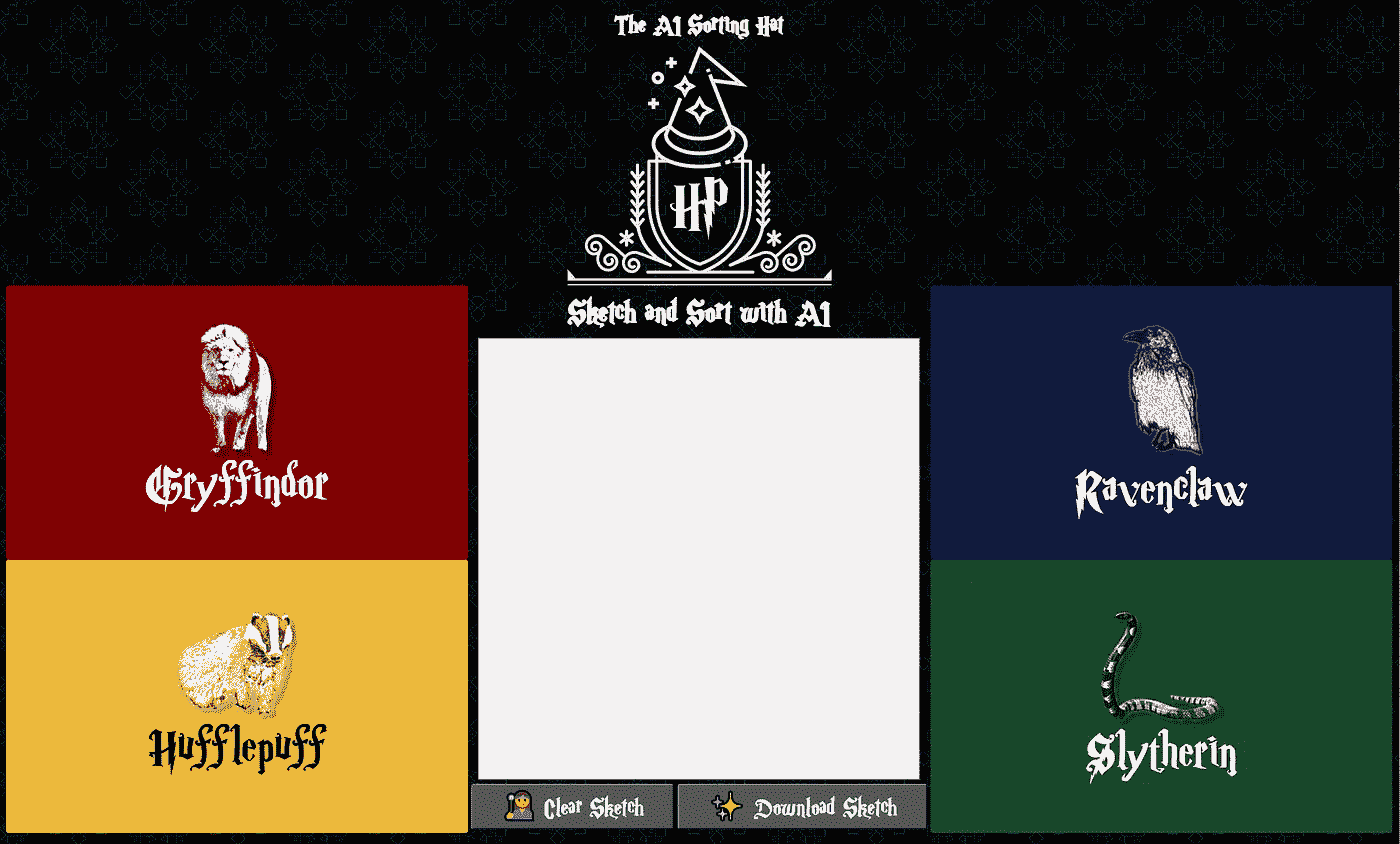 The AI Sorting Hat
HP
Sketch and Sort with AI
Gryffindor
Ravenclaw
Hufflepuff
Slytherin
Clear Sketch
Download Sketch